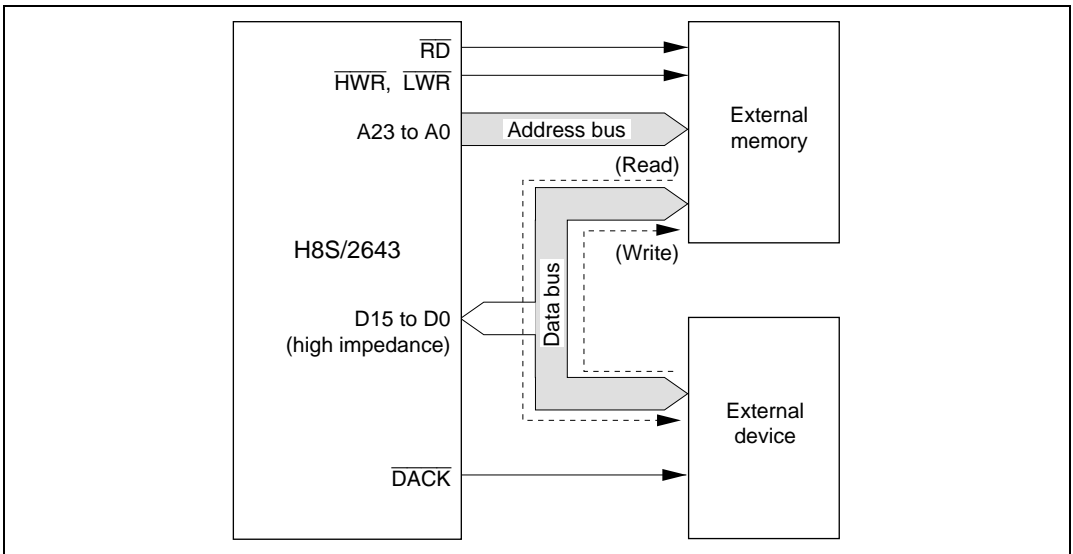 RD
HWR, LWR
A23 to A0
Address bus
External
memory
(Read)
H8S/2643
(Write)
Data bus
D15 to D0
(high impedance)
External
device
DACK